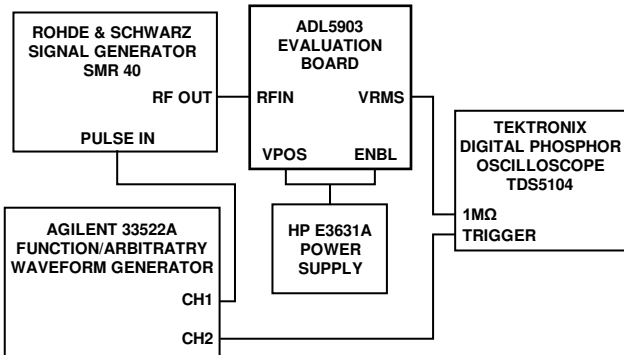 ROHDE & SCHWARZ
SIGNAL GENERATOR
SMR 40
RF OUT
PULSE IN
ADL5903
EVALUATION
BOARD
RFIN
VRMS
VPOS
ENBL
TEKTRONIX
DIGITAL PHOSPHOR
OSCILLOSCOPE
TDS5104
1MΩ
TRIGGER
AGILENT 33522A
FUNCTION/ARBITRATRY
WAVEFORM GENERATOR
CH1
CH2
HP E3631A
POWER
SUPPLY